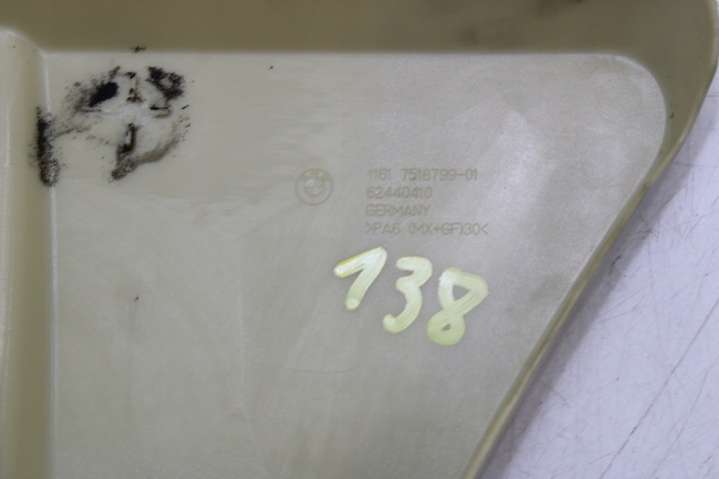 1161 7518799-01
62440410
GERMANY
>PA6 (MX+GF)30<
138